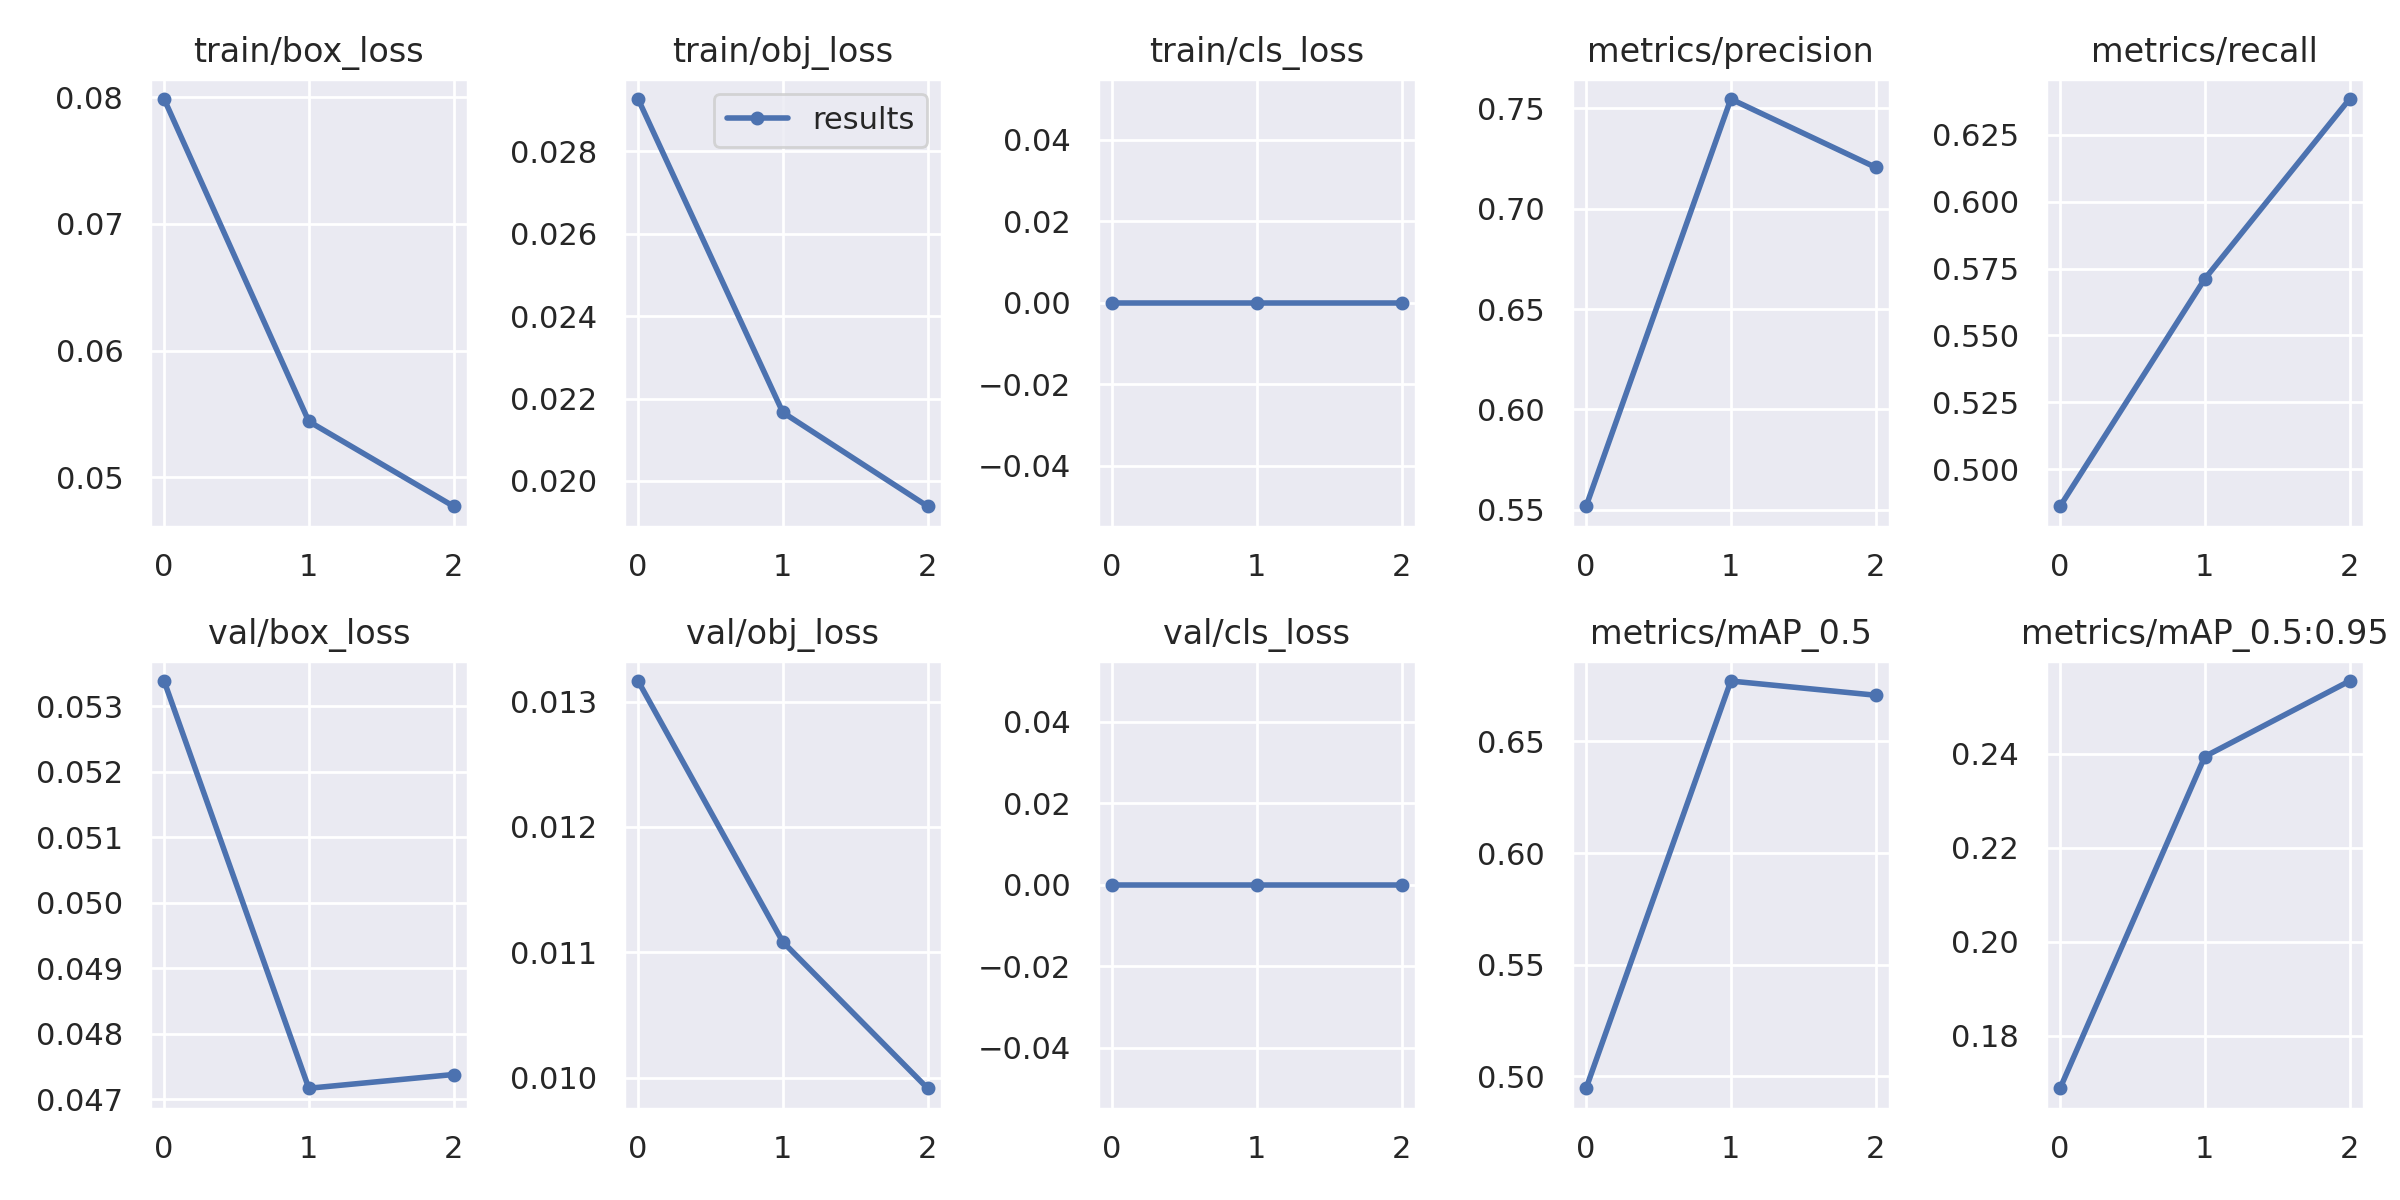 train/box_loss
0.08
0.07
0.06
0.05
0 1 2
train/obj_loss
results
0.028
0.026
0.024
0.022
0.020
0 1 2
train/cls_loss
0.04
0.02
0.00
−0.02
−0.04
0 1 2
metrics/precision
0.75
0.70
0.65
0.60
0.55
0 1 2
metrics/recall
0.625
0.600
0.575
0.550
0.525
0.500
0 1 2
val/box_loss
0.053
0.052
0.051
0.050
0.049
0.048
0.047
0 1 2
val/obj_loss
0.013
0.012
0.011
0.010
0 1 2
val/cls_loss
0.04
0.02
0.00
−0.02
−0.04
0 1 2
metrics/mAP_0.5
0.65
0.60
0.55
0.50
0 1 2
metrics/mAP_0.5:0.95
0.24
0.22
0.20
0.18
0 1 2